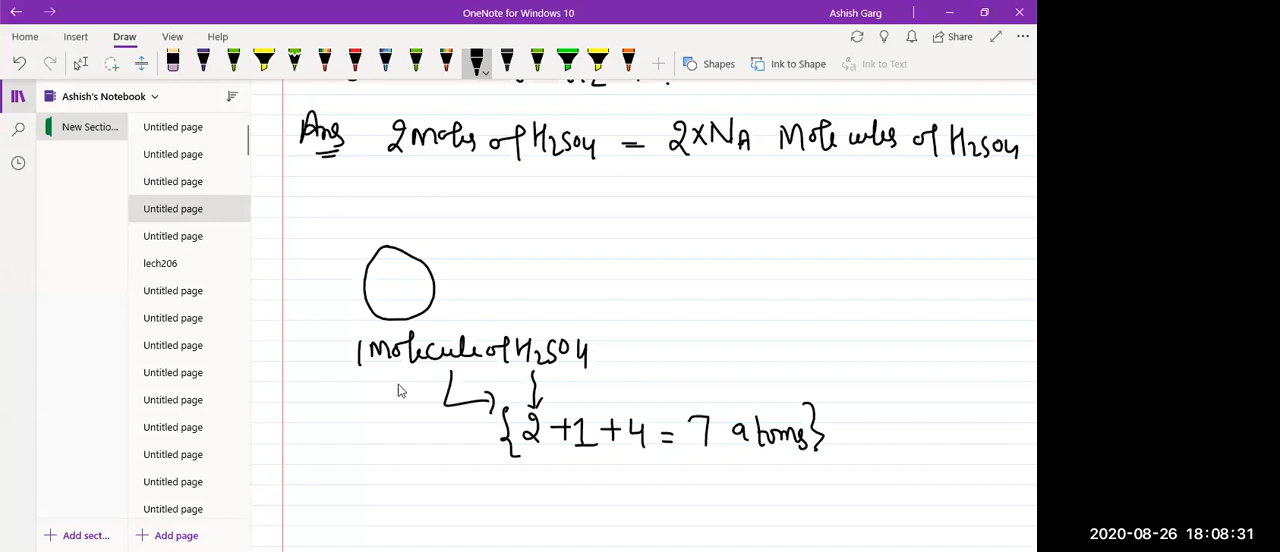 OneNote for Windows 10
Ashish Garg
Home Insert Draw View Help
Share
Shapes Ink to Shape Ink to Text
Ashish's Notebook
New Sectio...
Untitled page
Untitled page
Untitled page
Untitled page
Untitled page
lech206
Untitled page
Untitled page
Untitled page
Untitled page
Untitled page
Untitled page
Untitled page
Untitled page
Untitled page
Add sect...
Add page
Ans 2 Moles of H2SO4 = 2×NA Molecules of H2SO4
1 Molecule of H2SO4
{2+1+4 = 7 atoms}
2020-08-26 18:08:31